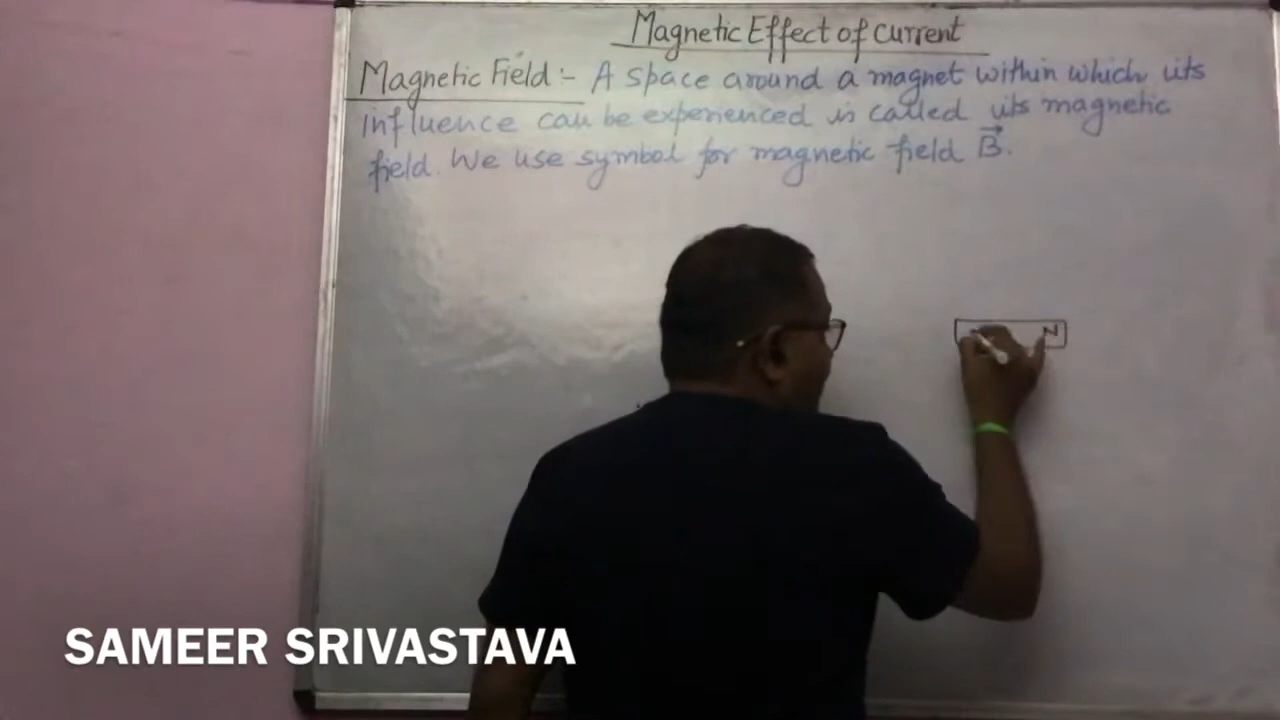 Magnetic Effect of Current
Magnetic Field :- A space around a magnet within which its
influence can be experienced is called its magnetic
field. We use symbol for magnetic field B⃗.
N
SAMEER SRIVASTAVA